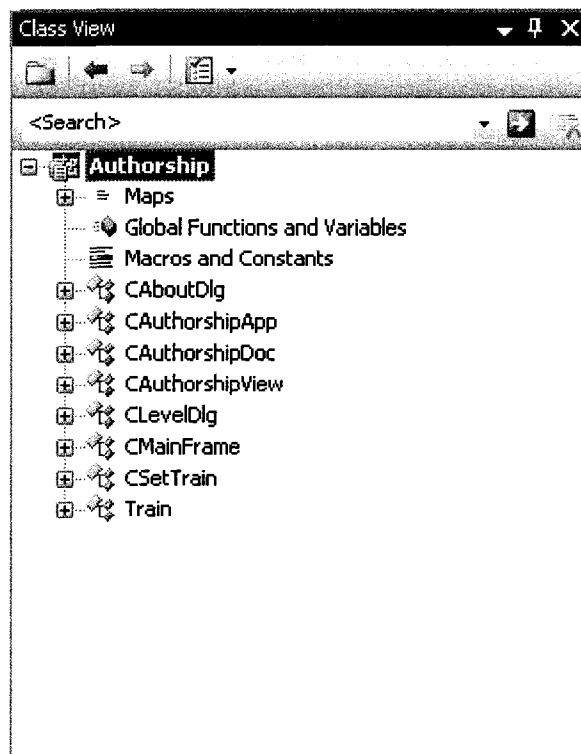 Class View
<Search>
Authorship
Maps
Global Functions and Variables
Macros and Constants
CAboutDlg
CAuthorshipApp
CAuthorshipDoc
CAuthorshipView
CLevelDlg
CMainFrame
CSetTrain
Train